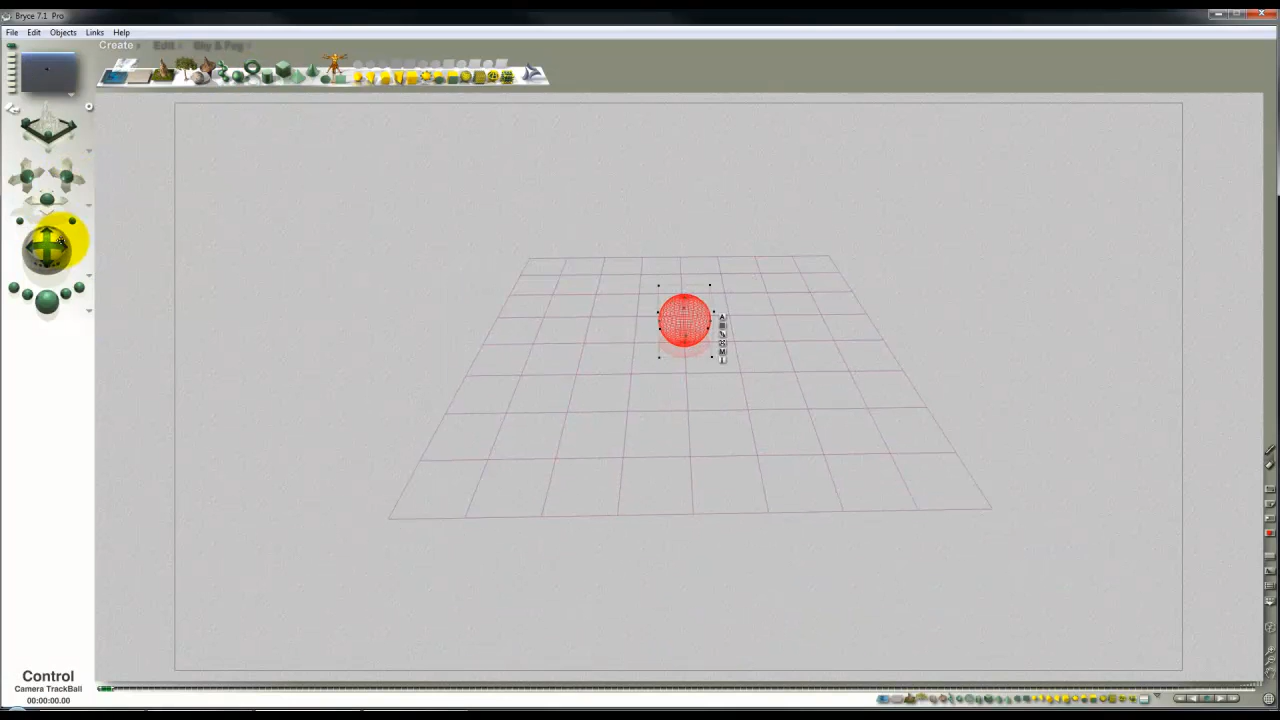 Bryce 7.1 Pro
File Edit Objects Links Help
Create Edit Sky & Fog
A
M
Control
Camera TrackBall
00:00:00.00